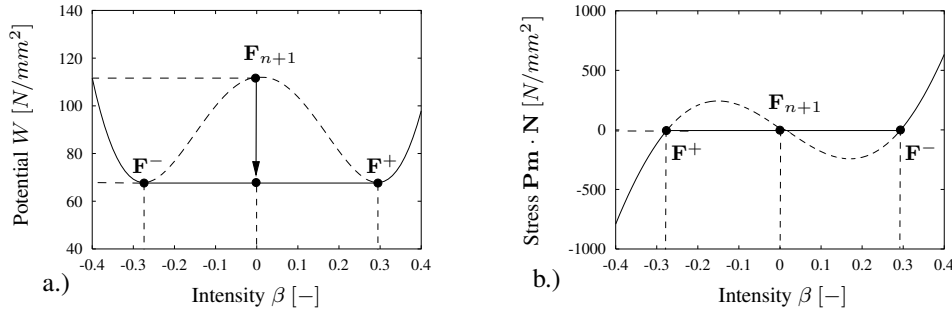 140
120
100
80
60
40
-0.4 -0.3 -0.2 -0.1 0 0.1 0.2 0.3 0.4
Potential W [N/mm²]
Intensity β [−]
F_{n+1}
F⁻
F⁺
a.)
1000
500
0
-500
-1000
-0.4 -0.3 -0.2 -0.1 0 0.1 0.2 0.3 0.4
Stress Pm · N [N/mm²]
Intensity β [−]
F_{n+1}
F⁺
F⁻
b.)